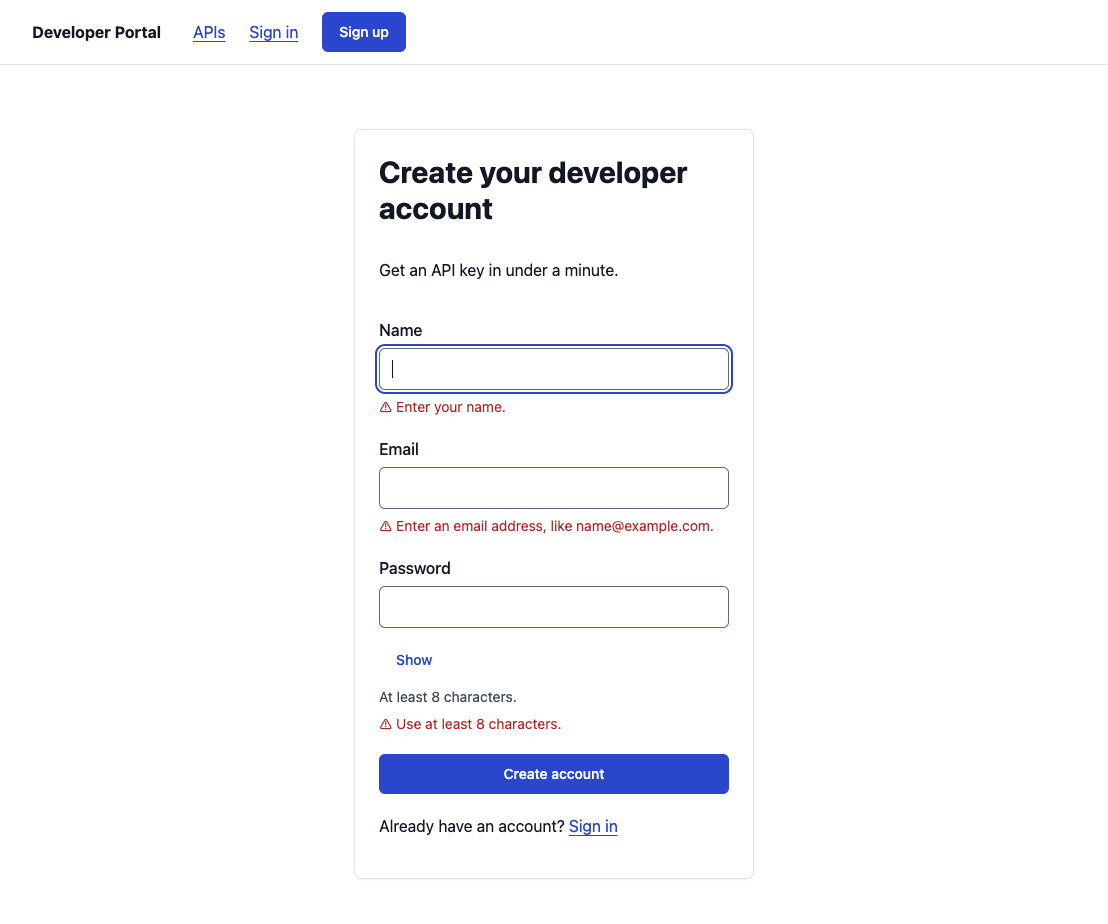 Developer Portal APIs Sign in Sign up
Create your developer
account
Get an API key in under a minute.
Name
Enter your name.
Email
Enter an email address, like name@example.com.
Password
Show
At least 8 characters.
Use at least 8 characters.
Create account
Already have an account? Sign in